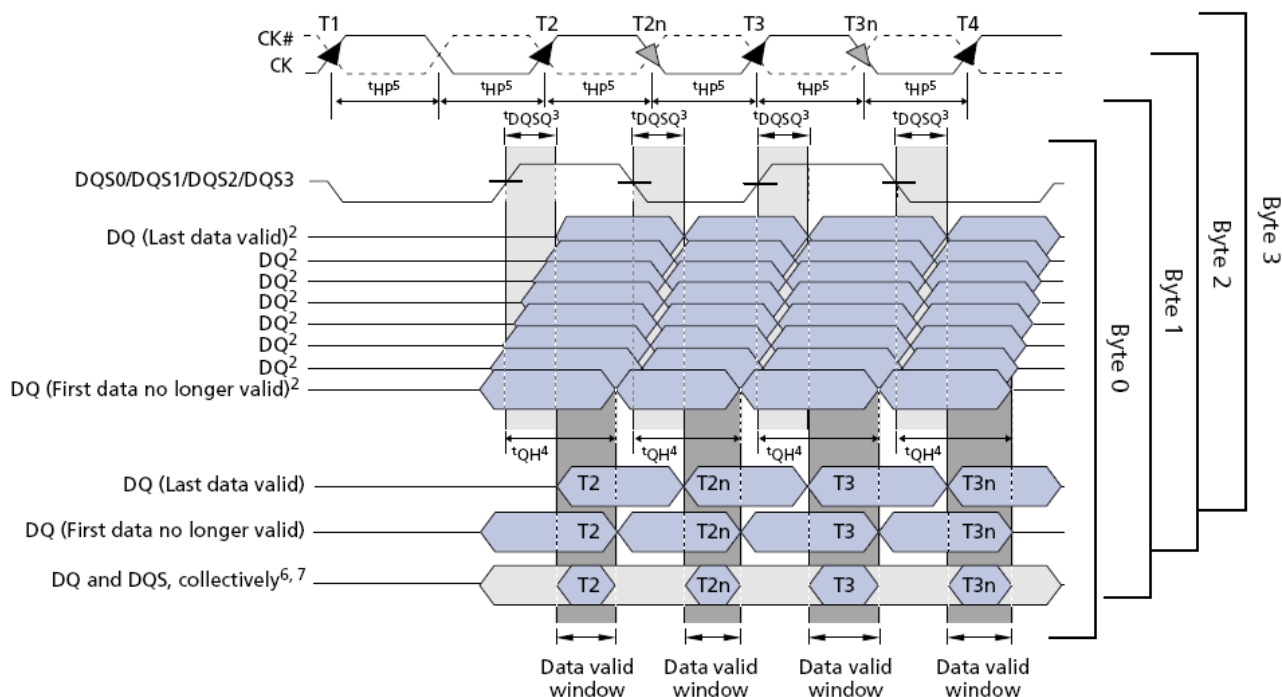 T1 T2 T2n T3 T3n T4
CK#
CK
tHP5 tHP5 tHP5 tHP5 tHP5 tHP5
tDQSQ3 tDQSQ3 tDQSQ3 tDQSQ3
DQS0/DQS1/DQS2/DQS3
DQ (Last data valid)2
DQ2
DQ2
DQ2
DQ2
DQ2
DQ2
DQ (First data no longer valid)2
tQH4 tQH4 tQH4 tQH4
DQ (Last data valid) T2 T2n T3 T3n
DQ (First data no longer valid) T2 T2n T3 T3n
DQ and DQS, collectively6, 7 T2 T2n T3 T3n
Data valid window
Data valid window
Data valid window
Data valid window
Byte 0
Byte 1
Byte 2
Byte 3